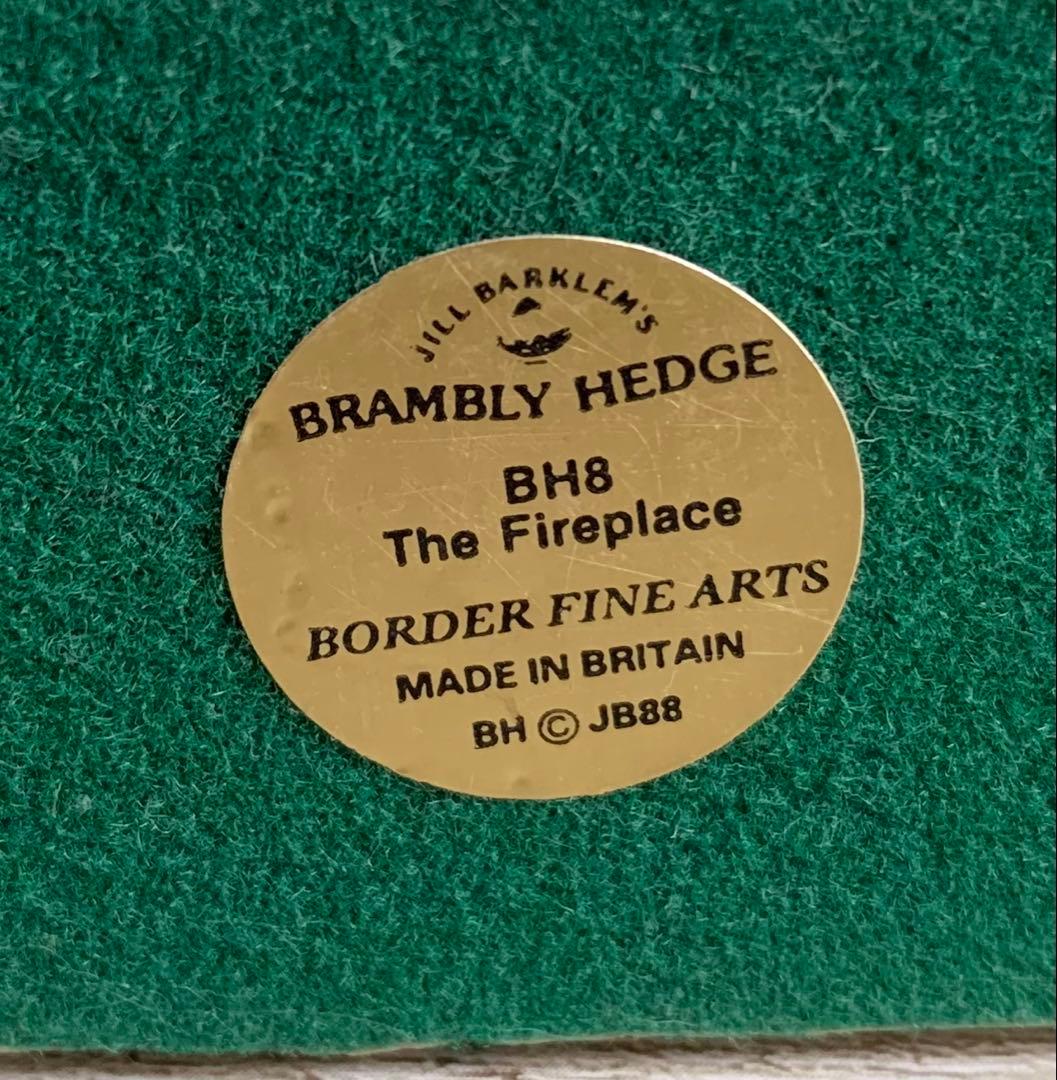 JILL BARKLEM'S
BRAMBLY HEDGE
BH8
The Fireplace
BORDER FINE ARTS
MADE IN BRITAIN
BH © JB88